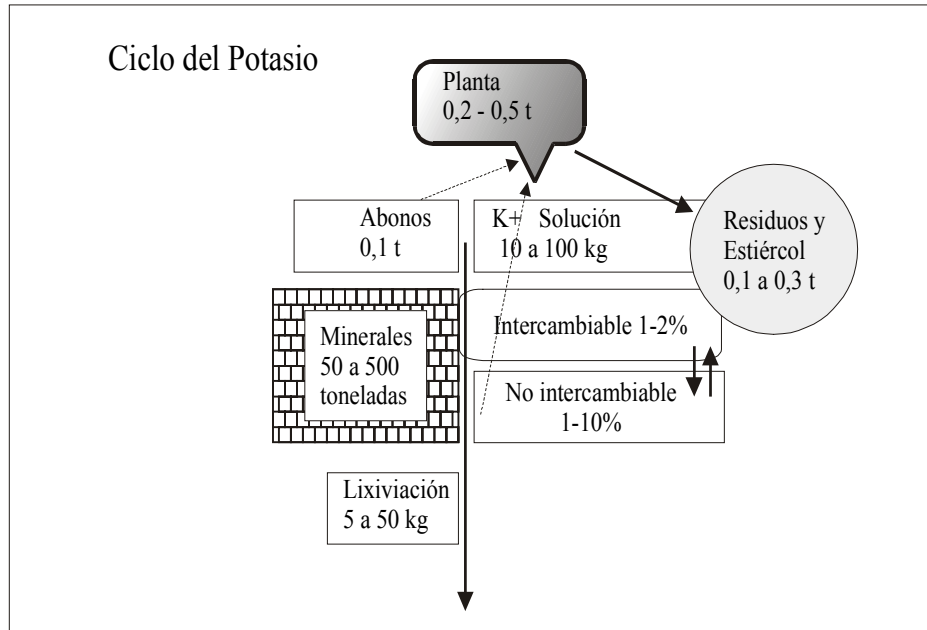 Ciclo del Potasio
Planta
0,2 - 0,5 t
Abonos
0,1 t
K+ Solución
10 a 100 kg
Residuos y
Estiércol
0,1 a 0,3 t
Minerales
50 a 500
toneladas
Intercambiable 1-2%
No intercambiable
1-10%
Lixiviación
5 a 50 kg